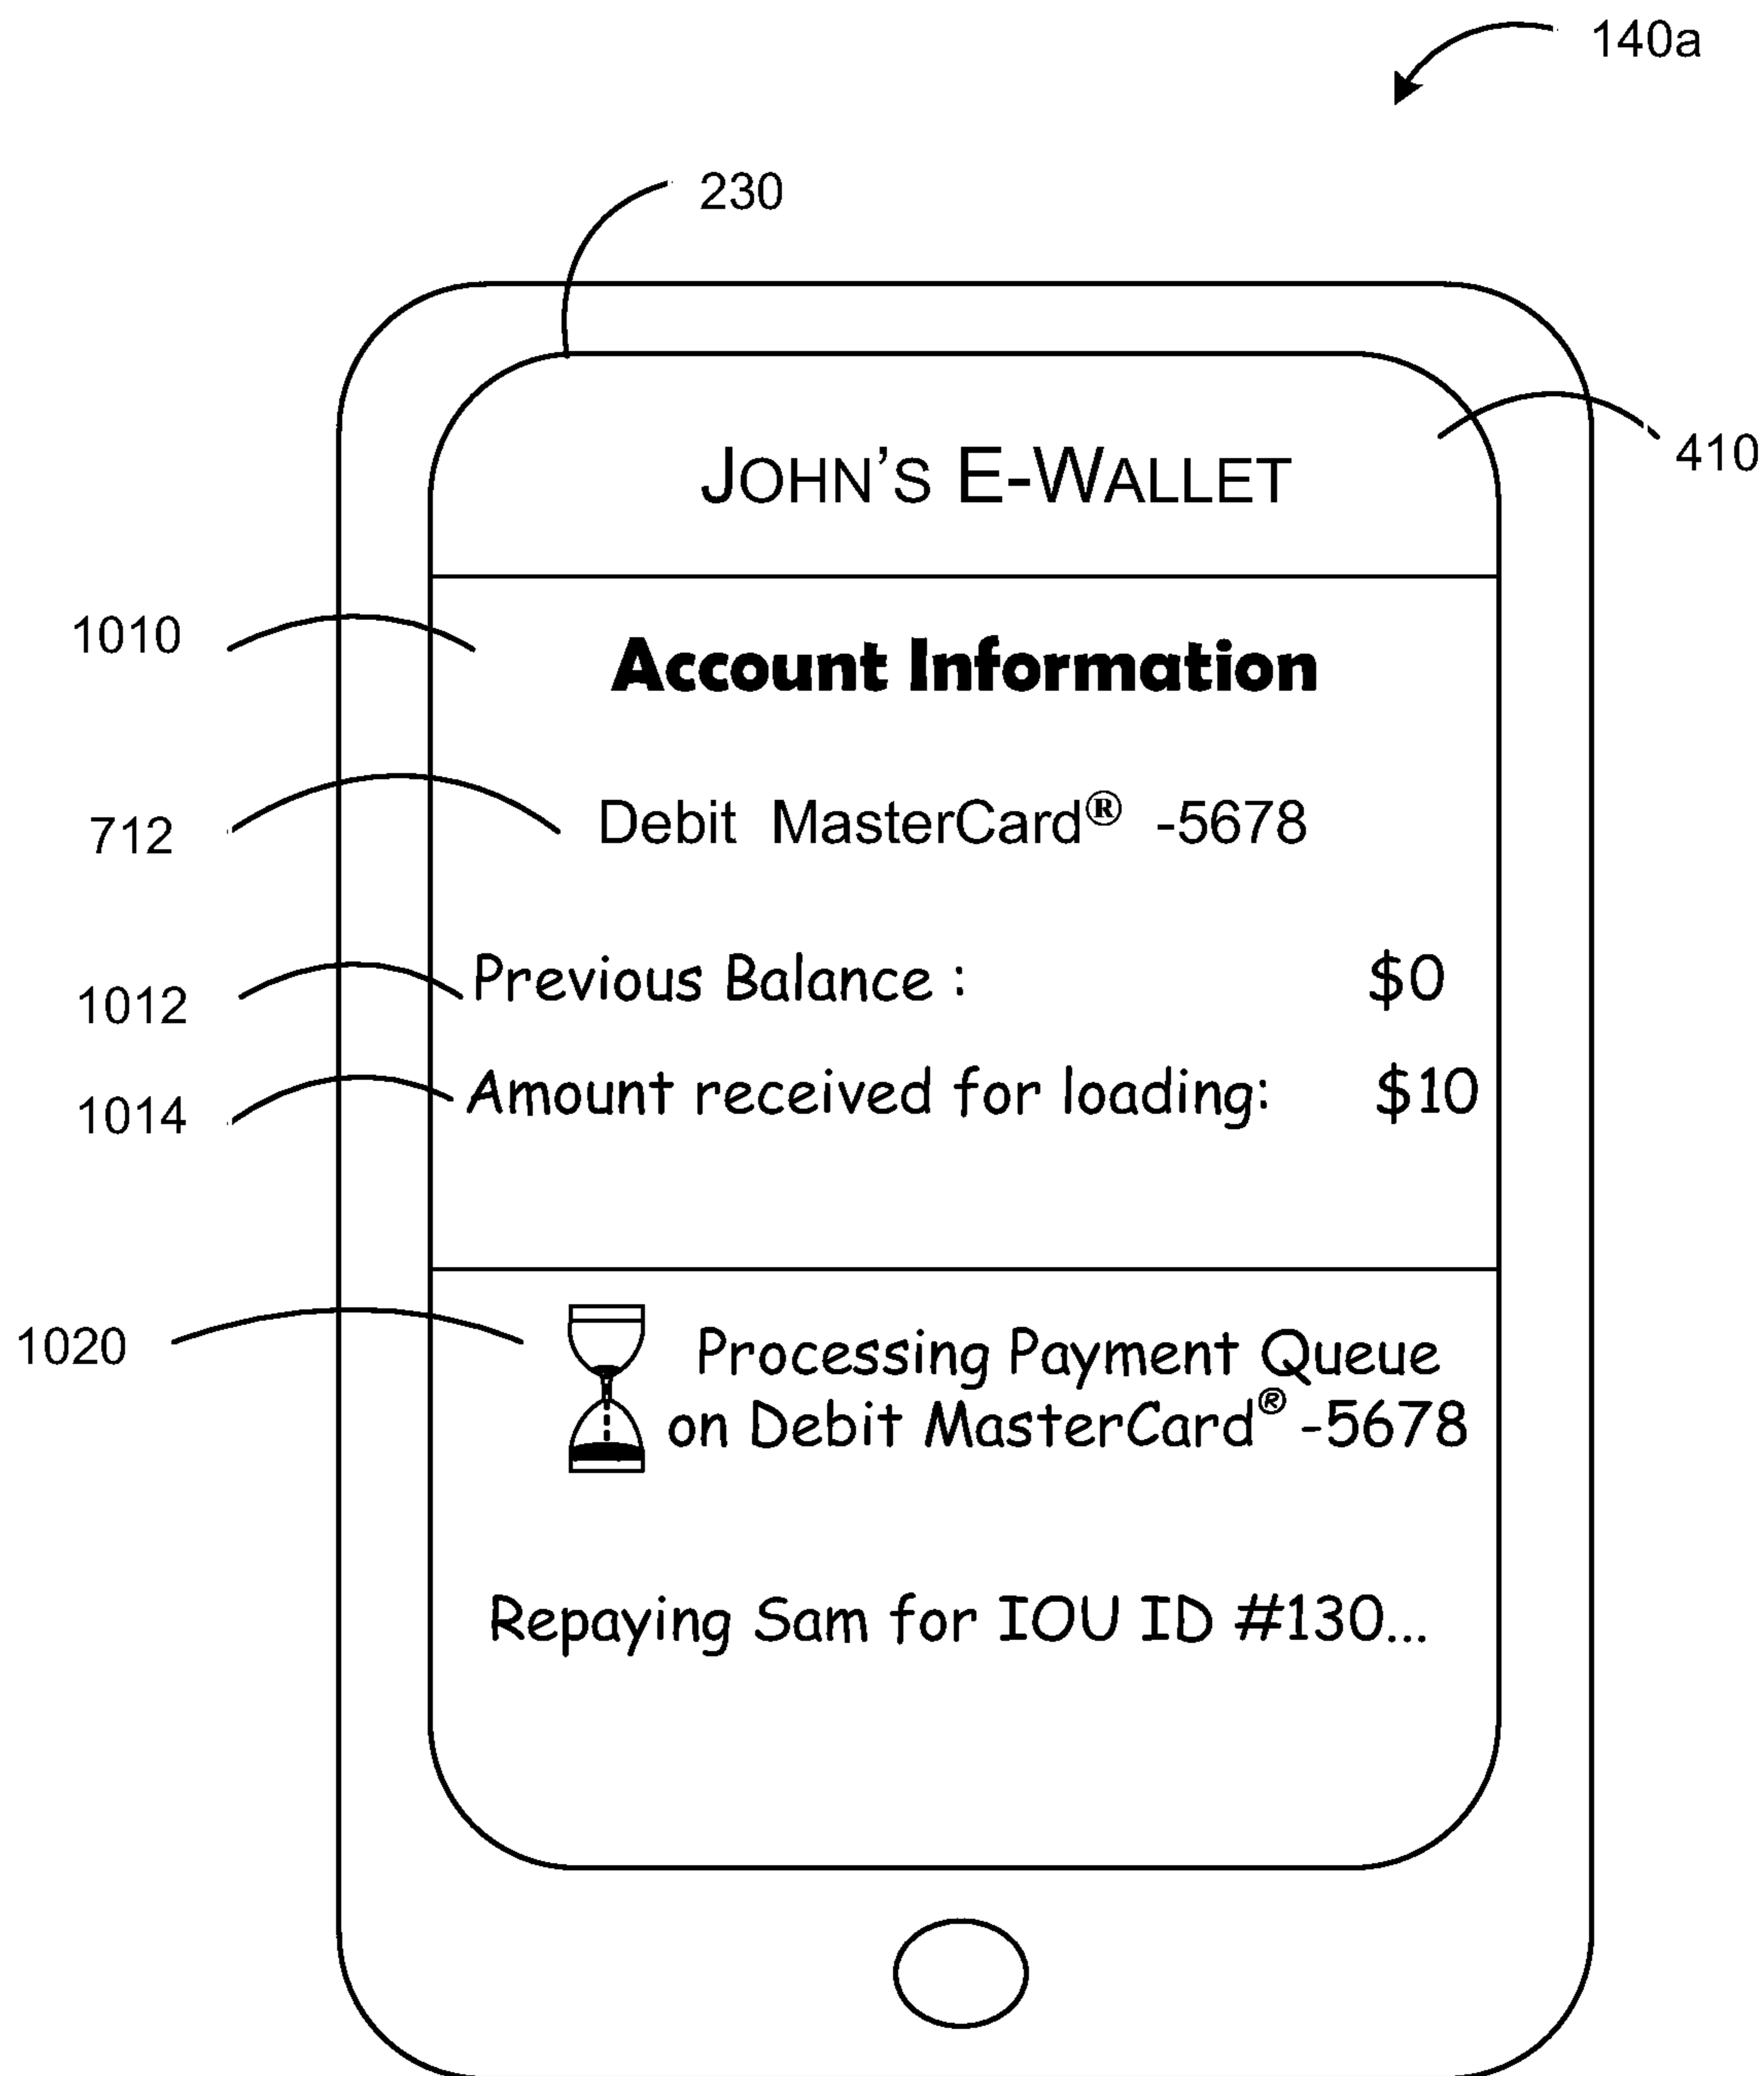 140a
230
410
JOHN'S E-WALLET
1010
Account Information
712
Debit MasterCard® -5678
1012
Previous Balance : $0
1014
Amount received for loading: $10
1020
Processing Payment Queue
on Debit MasterCard® -5678
Repaying Sam for IOU ID #130...